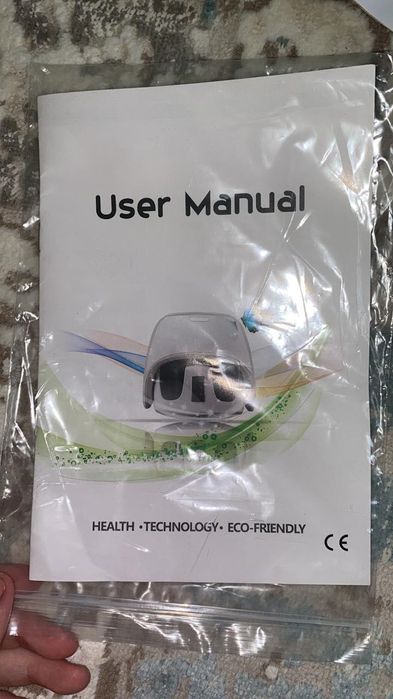 User Manual
HEALTH • TECHNOLOGY • ECO-FRIENDLY
CE